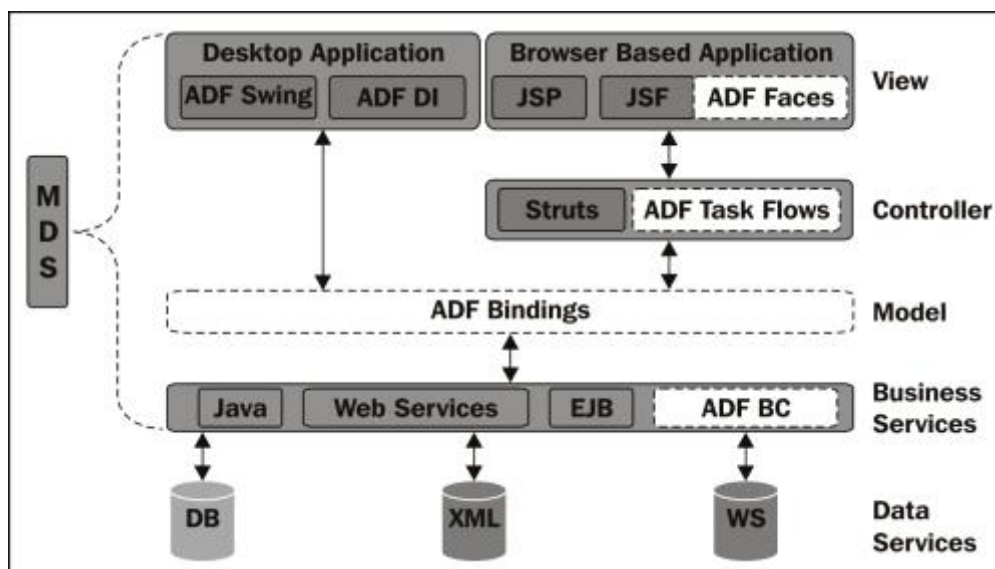 Desktop Application
ADF Swing
ADF DI
Browser Based Application
JSP
JSF
ADF Faces
View
M
D
S
Struts
ADF Task Flows
Controller
ADF Bindings
Model
Java
Web Services
EJB
ADF BC
Business
Services
DB
XML
WS
Data
Services